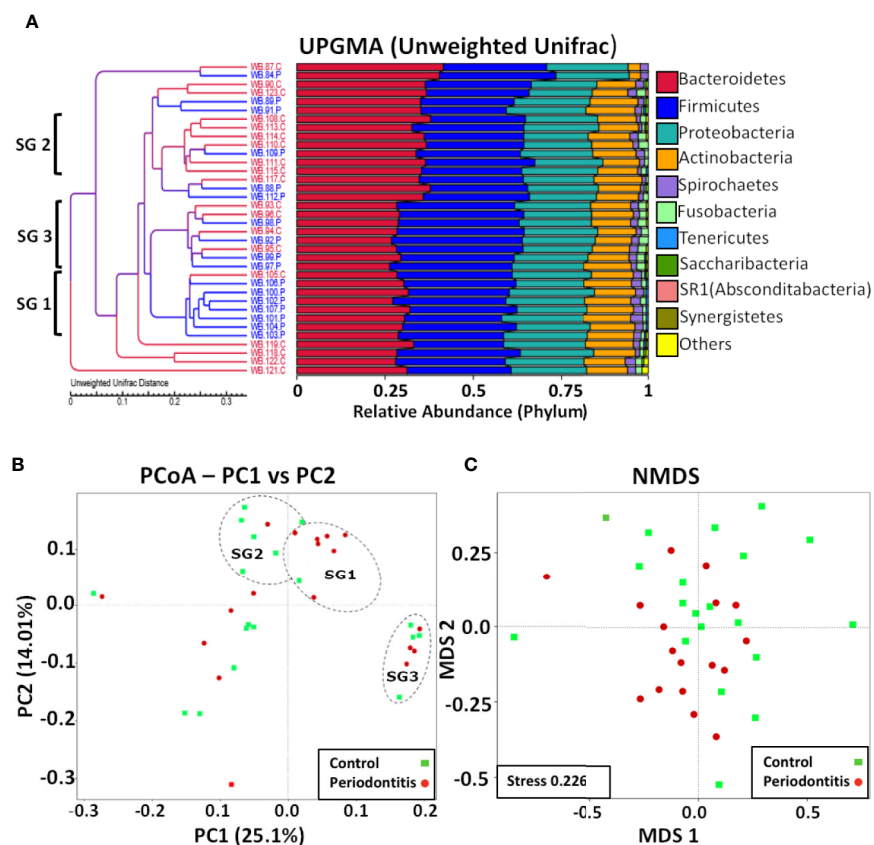 A
UPGMA (Unweighted Unifrac)
WB.87.C
WB.84.P
WB.90.C
WB.123.C
WB.89.P
WB.91.P
WB.108.C
WB.113.C
WB.114.C
WB.110.C
WB.109.P
WB.111.C
WB.115.C
WB.117.C
WB.88.P
WB.112.P
WB.93.C
WB.96.C
WB.98.P
WB.94.C
WB.92.P
WB.95.C
WB.99.P
WB.97.P
WB.105.C
WB.106.P
WB.100.P
WB.102.P
WB.107.P
WB.101.P
WB.104.P
WB.103.P
WB.119.C
WB.118.C
WB.122.C
WB.121.C
SG 2
SG 3
SG 1
Unweighted Unifrac Distance
0 0.1 0.2 0.3
0 0.25 0.5 0.75 1
Relative Abundance (Phylum)
Bacteroidetes
Firmicutes
Proteobacteria
Actinobacteria
Spirochaetes
Fusobacteria
Tenericutes
Saccharibacteria
SR1(Absconditabacteria)
Synergistetes
Others
B
PCoA – PC1 vs PC2
PC2 (14.01%)
0.1
0.0
-0.1
-0.2
-0.3
SG2
SG1
SG3
Control
Periodontitis
-0.3 -0.2 -0.1 0.0 0.1 0.2
PC1 (25.1%)
C
NMDS
MDS 2
0.25
0.0
-0.25
-0.5
Stress 0.226
Control
Periodontitis
-0.5 0.0 0.5
MDS 1